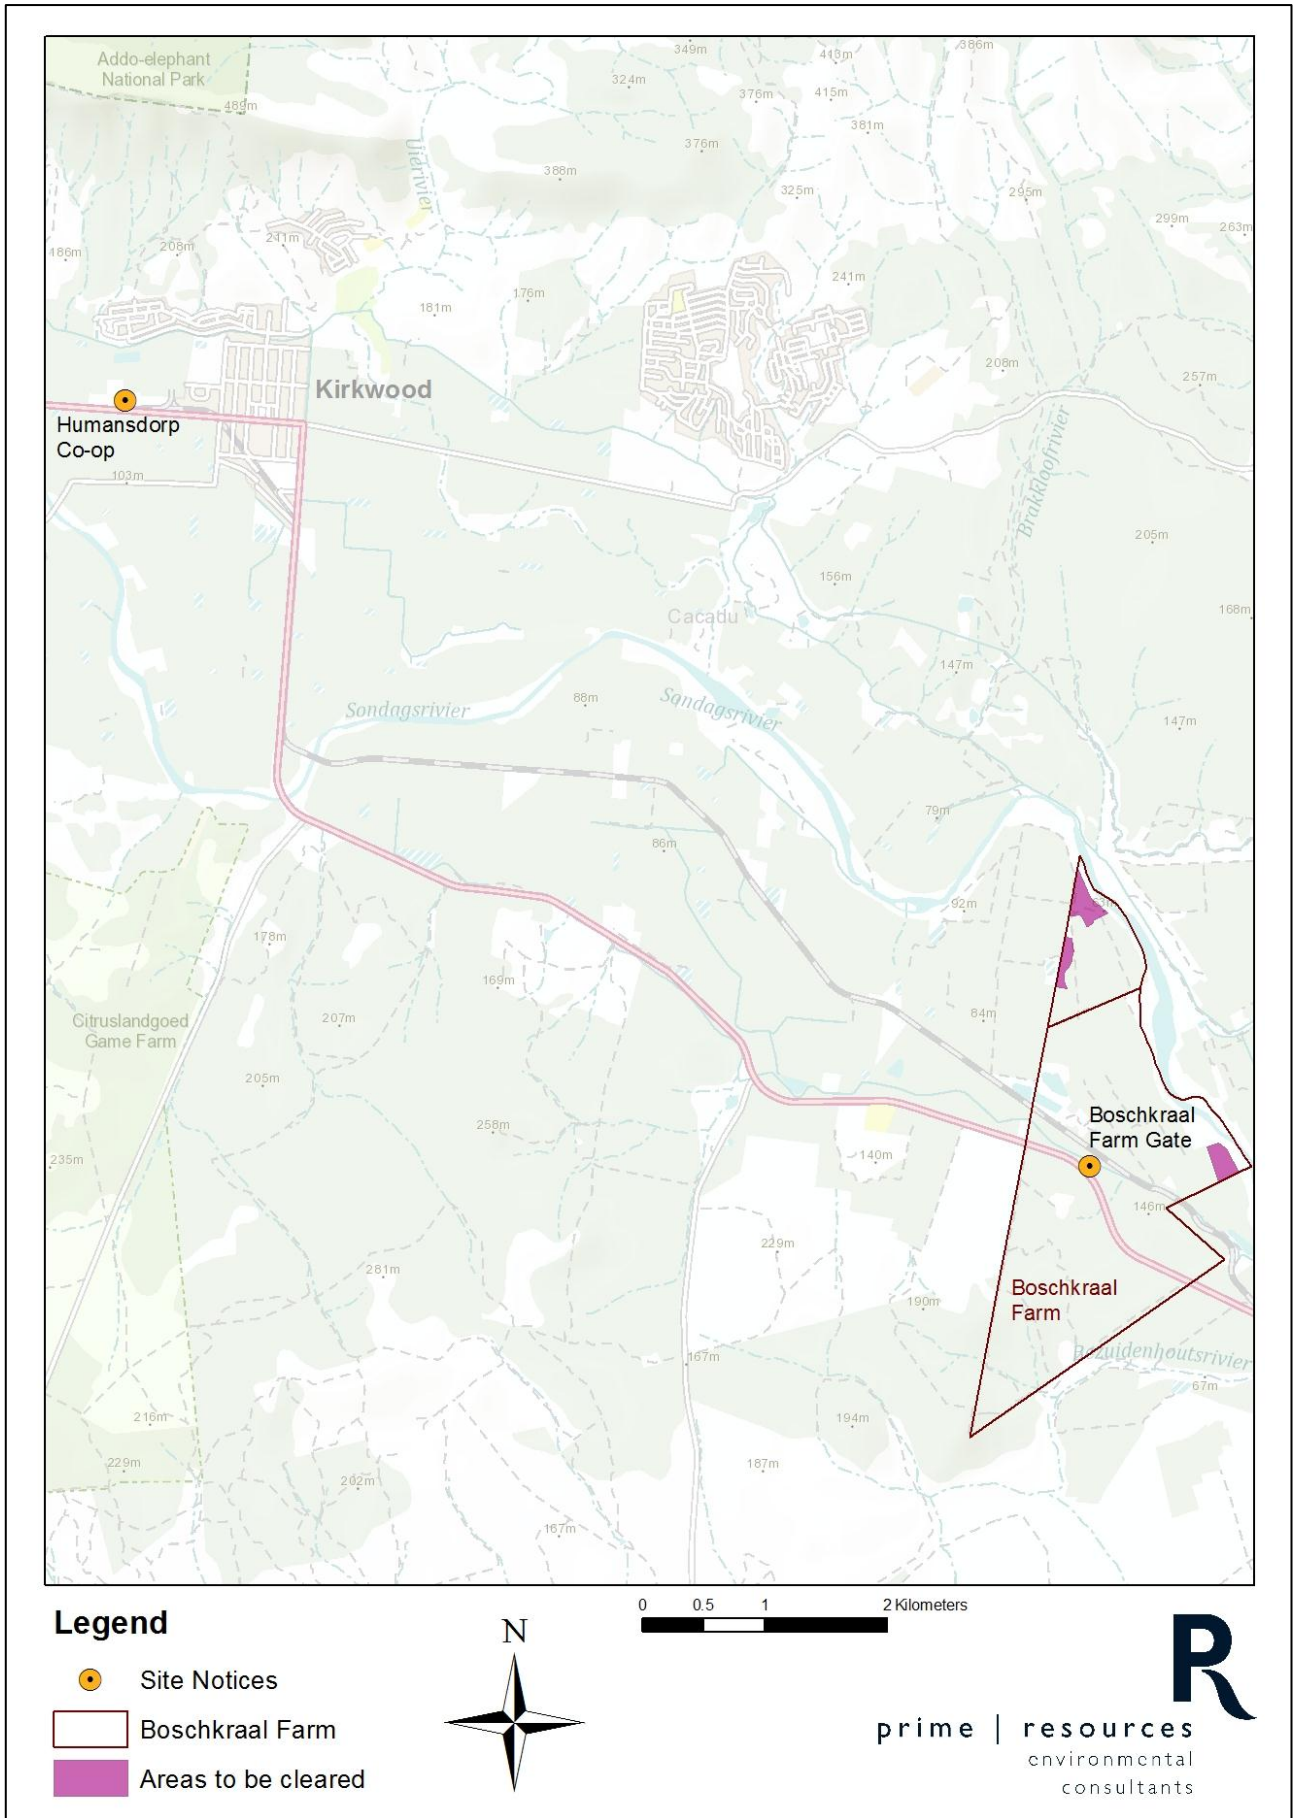 Addo-elephant
National Park
349m
413m
386m
324m
376m
415m
489m
381m
376m
Uierivier
388m
325m
295m
299m
263m
186m
208m
241m
241m
181m
176m
208m
257m
Kirkwood
Humansdorp
Co-op
103m
Brakkloofrivier
205m
156m
168m
Cacadu
147m
88m
Sondagsrivier
Sandagsrivier
147m
79m
86m
92m
63m
178m
169m
84m
207m
Citruslandgoed
Game Farm
205m
258m
Boschkraal
Farm Gate
235m
140m
146m
229m
281m
Boschkraal
Farm
190m
167m
Bezuidenhoutsrivier
67m
216m
194m
229m
187m
202m
167m
Legend
Site Notices
Boschkraal Farm
Areas to be cleared
N
0 0.5 1 2 Kilometers
R
prime | resources
environmental
consultants